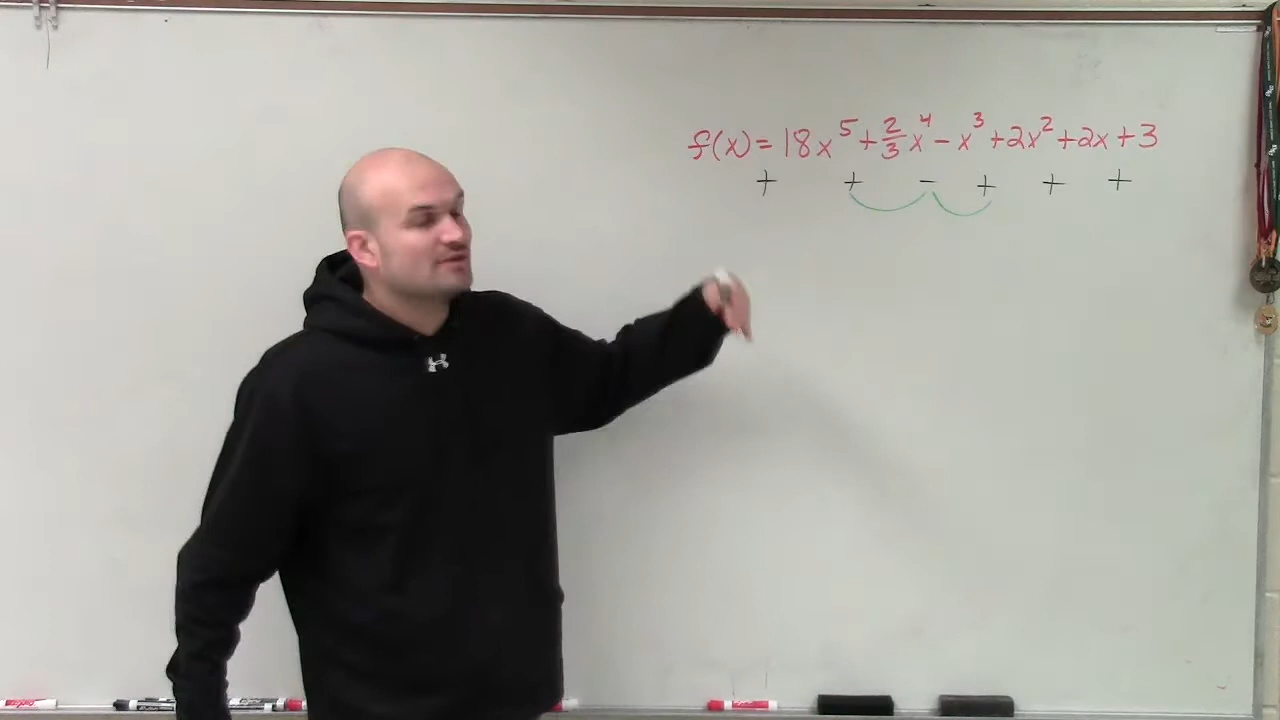 f(x) = 18x⁵ + 2/3x⁴ - x³ + 2x² + 2x + 3
+ + - + + +